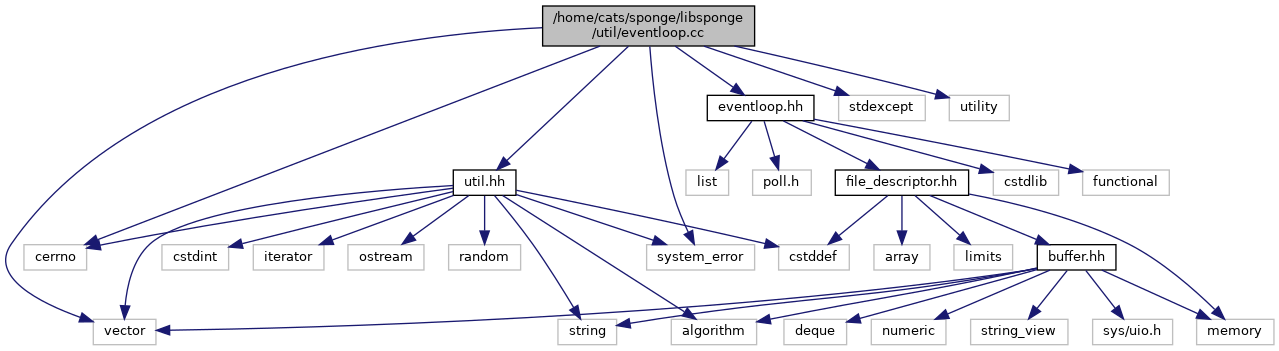 /home/cats/sponge/libsponge
/util/eventloop.cc
eventloop.hh
stdexcept
utility
util.hh
list
poll.h
file_descriptor.hh
cstdlib
functional
cerrno
cstdint
iterator
ostream
random
system_error
cstddef
array
limits
buffer.hh
vector
string
algorithm
deque
numeric
string_view
sys/uio.h
memory